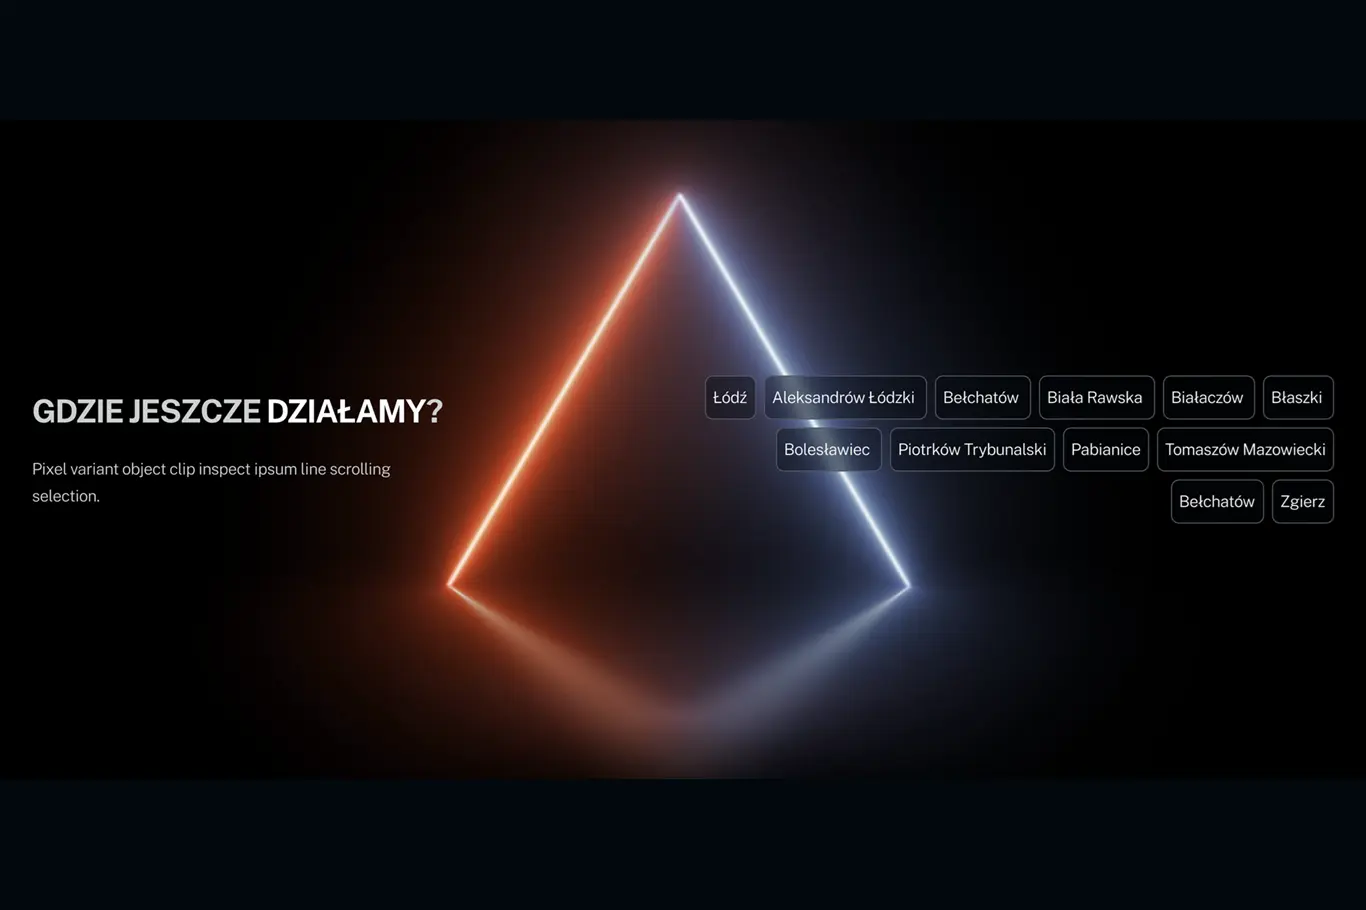 GDZIE JESZCZE DZIAŁAMY?
Pixel variant object clip inspect ipsum line scrolling
selection.
Łódź Aleksandrów Łódzki Bełchatów Biała Rawska Białaczów Błaszki
Bolesławiec Piotrków Trybunalski Pabianice Tomaszów Mazowiecki
Bełchatów Zgierz